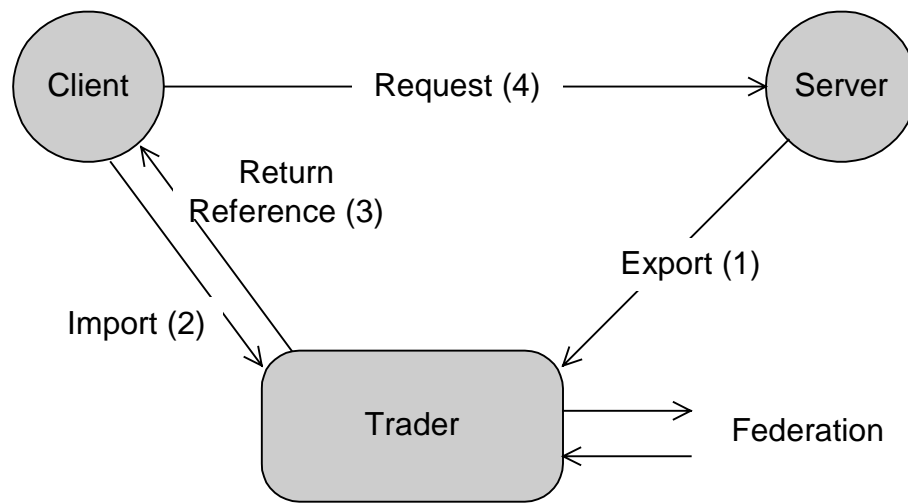 Client
Request (4)
Server
Return
Reference (3)
Export (1)
Import (2)
Trader
Federation